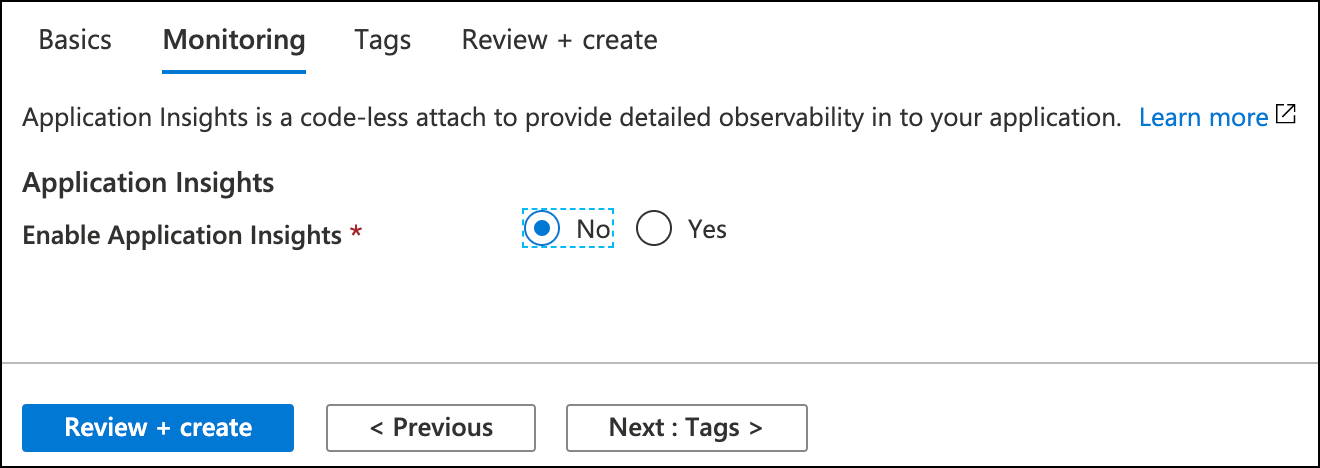 Basics Monitoring Tags Review + create
Application Insights is a code-less attach to provide detailed observability in to your application. Learn more
Application Insights
Enable Application Insights * No Yes
Review + create < Previous Next : Tags >